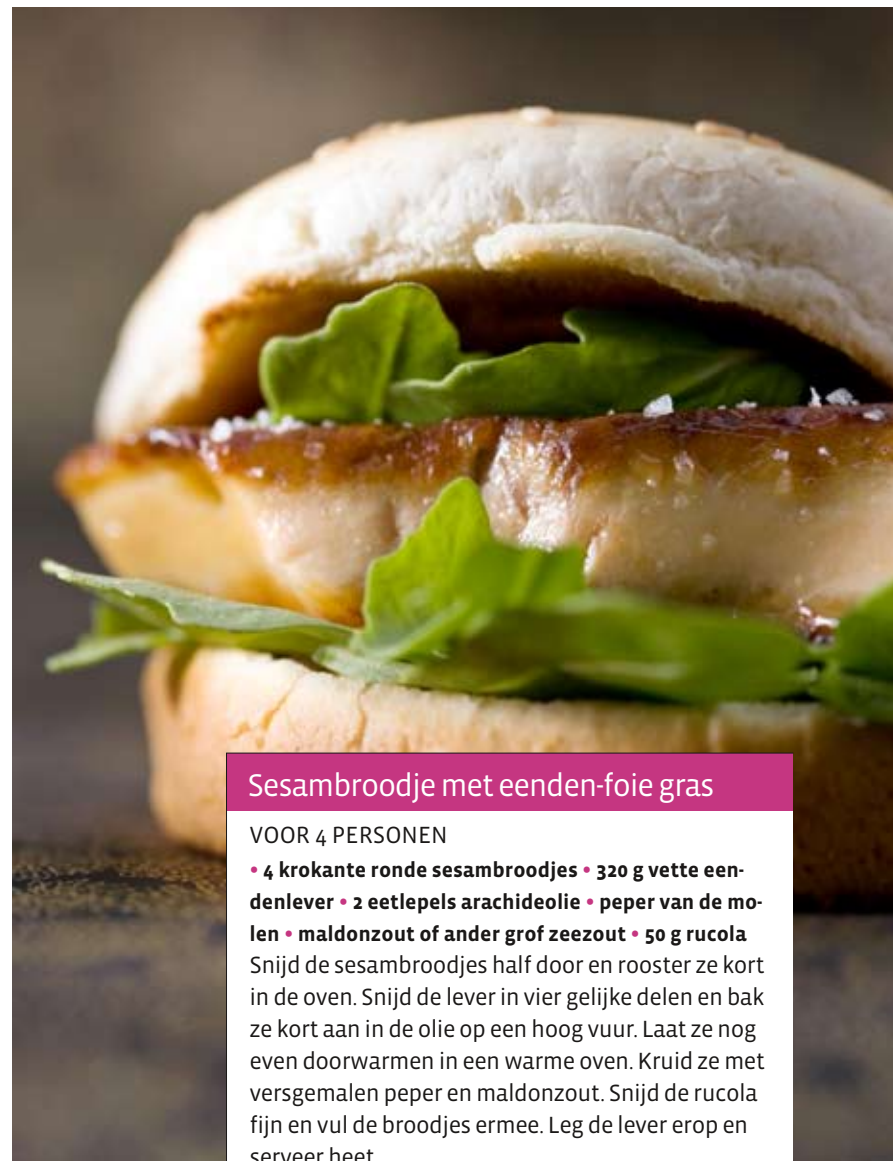 Sesambroodje met eenden-foie gras
VOOR 4 PERSONEN
• 4 krokante ronde sesambroodjes • 320 g vette een-
denlever • 2 eetlepels arachideolie • peper van de mo-
len • maldonzout of ander grof zeezout • 50 g rucola
Snijd de sesambroodjes half door en rooster ze kort
in de oven. Snijd de lever in vier gelijke delen en bak
ze kort aan in de olie op een hoog vuur. Laat ze nog
even doorwarmen in een warme oven. Kruid ze met
versgemalen peper en maldonzout. Snijd de rucola
fijn en vul de broodjes ermee. Leg de lever erop en
serveer heet